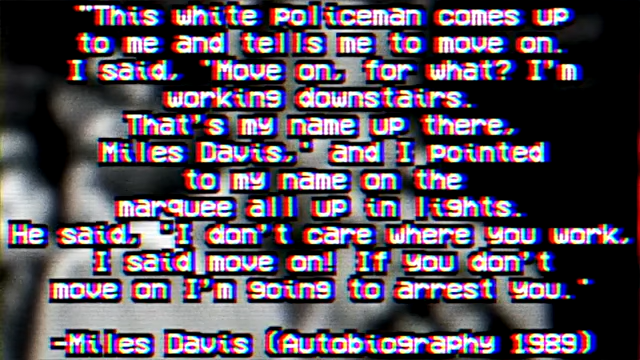 "This white policeman comes up
to me and tells me to move on.
I said, 'Move on, for what? I'm
working downstairs.
That's my name up there,
Miles Davis,' and I pointed
to my name on the
marquee all up in lights.
He said, 'I don't care where you work,
I said move on! If you don't
move on I'm going to arrest you.'
-Miles Davis (Autobiography 1989)